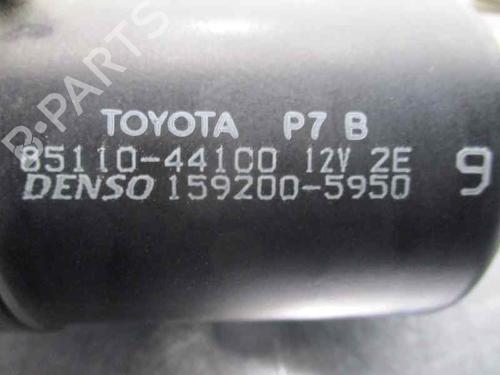 B-PARTS
TOYOTA P7 B
85110-44100 12V 2E
DENSO 159200-5950 9